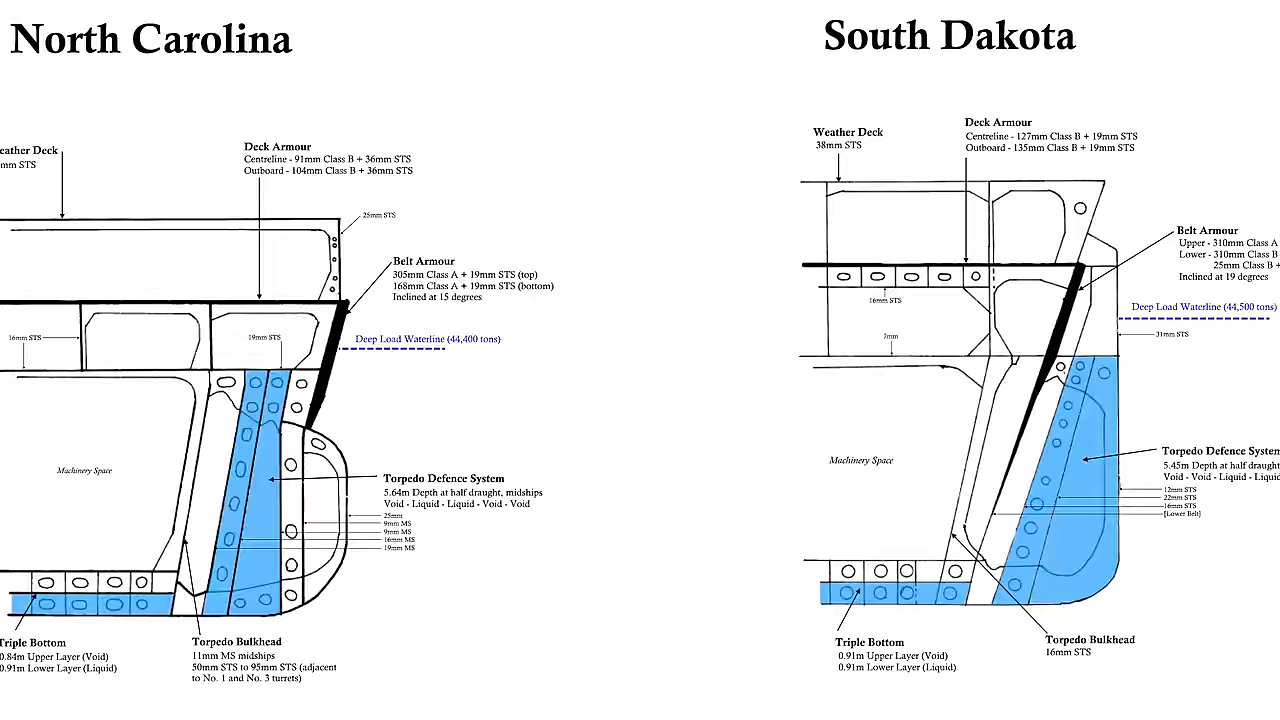 North Carolina
South Dakota
eather Deck
mm STS
Deck Armour
Centreline - 91mm Class B + 36mm STS
Outboard - 104mm Class B + 36mm STS
25mm STS
Belt Armour
305mm Class A + 19mm STS (top)
168mm Class A + 19mm STS (bottom)
Inclined at 15 degrees
Deep Load Waterline (44,400 tons)
16mm STS
19mm STS
Machinery Space
Torpedo Defence System
5.64m Depth at half draught, midships
Void - Liquid - Liquid - Void - Void
25mm
9mm MS
9mm MS
16mm MS
19mm MS
Triple Bottom
0.84m Upper Layer (Void)
0.91m Lower Layer (Liquid)
Torpedo Bulkhead
11mm MS midships
50mm STS to 95mm STS (adjacent
to No. 1 and No. 3 turrets)
Weather Deck
38mm STS
Deck Armour
Centreline - 127mm Class B + 19mm STS
Outboard - 135mm Class B + 19mm STS
Belt Armour
Upper - 310mm Class A
Lower - 310mm Class B
25mm Class B +
Inclined at 19 degrees
Deep Load Waterline (44,500 tons)
16mm STS
7mm
31mm STS
Machinery Space
Torpedo Defence System
5.45m Depth at half draught
Void - Liquid - Liquid - Liquid
12mm STS
22mm STS
16mm STS
[Lower Belt]
Triple Bottom
0.91m Upper Layer (Void)
0.91m Lower Layer (Liquid)
Torpedo Bulkhead
16mm STS